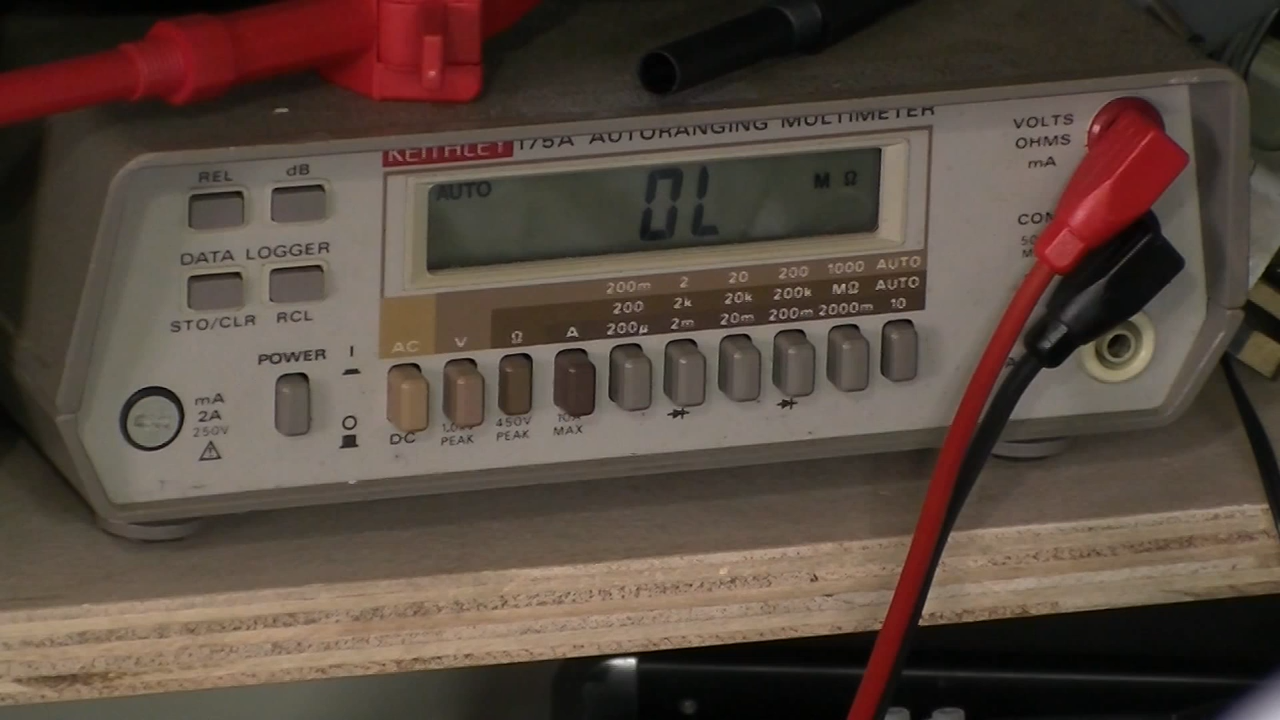 KEITHLEY 175A AUTORANGING MULTIMETER
REL dB
AUTO OL M Ω
DATA LOGGER
STO/CLR RCL
VOLTS
OHMS
mA
COM
200m 2 20 200 1000 AUTO
200 2k 20k 200k MΩ AUTO
200µ 2m 20m 200m 2000m 10
AC V Ω A
POWER I
O
DC PEAK
450V
PEAK
MAX
mA
2A
250V